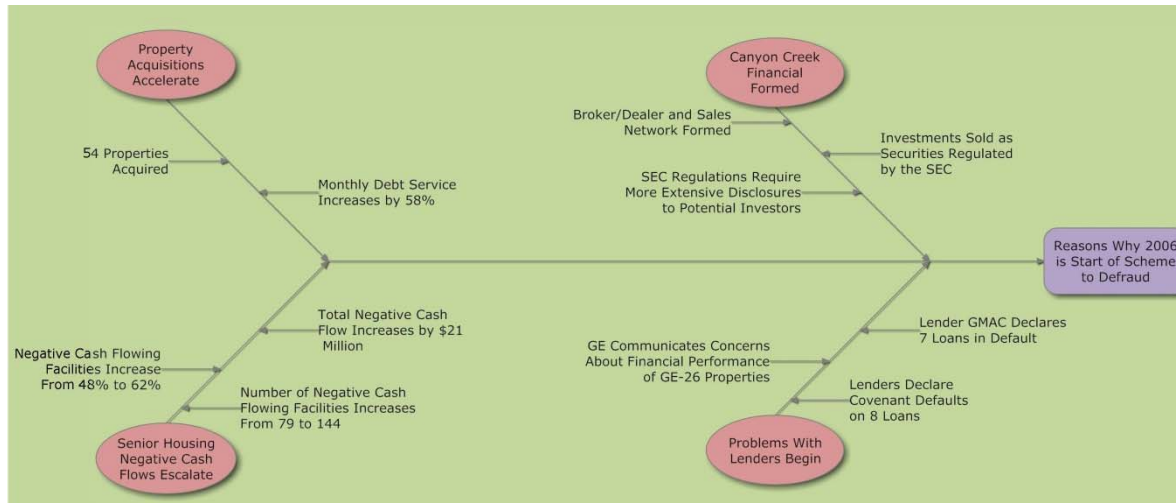 Property
Acquisitions
Accelerate
54 Properties
Acquired
Monthly Debt Service
Increases by 58%
Canyon Creek
Financial
Formed
Broker/Dealer and Sales
Network Formed
Investments Sold as
Securities Regulated
by the SEC
SEC Regulations Require
More Extensive Disclosures
to Potential Investors
Reasons Why 2006
is Start of Scheme
to Defraud
Total Negative Cash
Flow Increases by $21
Million
Negative Cash Flowing
Facilities Increase
From 48% to 62%
Number of Negative Cash
Flowing Facilities Increases
From 79 to 144
Senior Housing
Negative Cash
Flows Escalate
Lender GMAC Declares
7 Loans in Default
GE Communicates Concerns
About Financial Performance
of GE-26 Properties
Lenders Declare
Covenant Defaults
on 8 Loans
Problems With
Lenders Begin